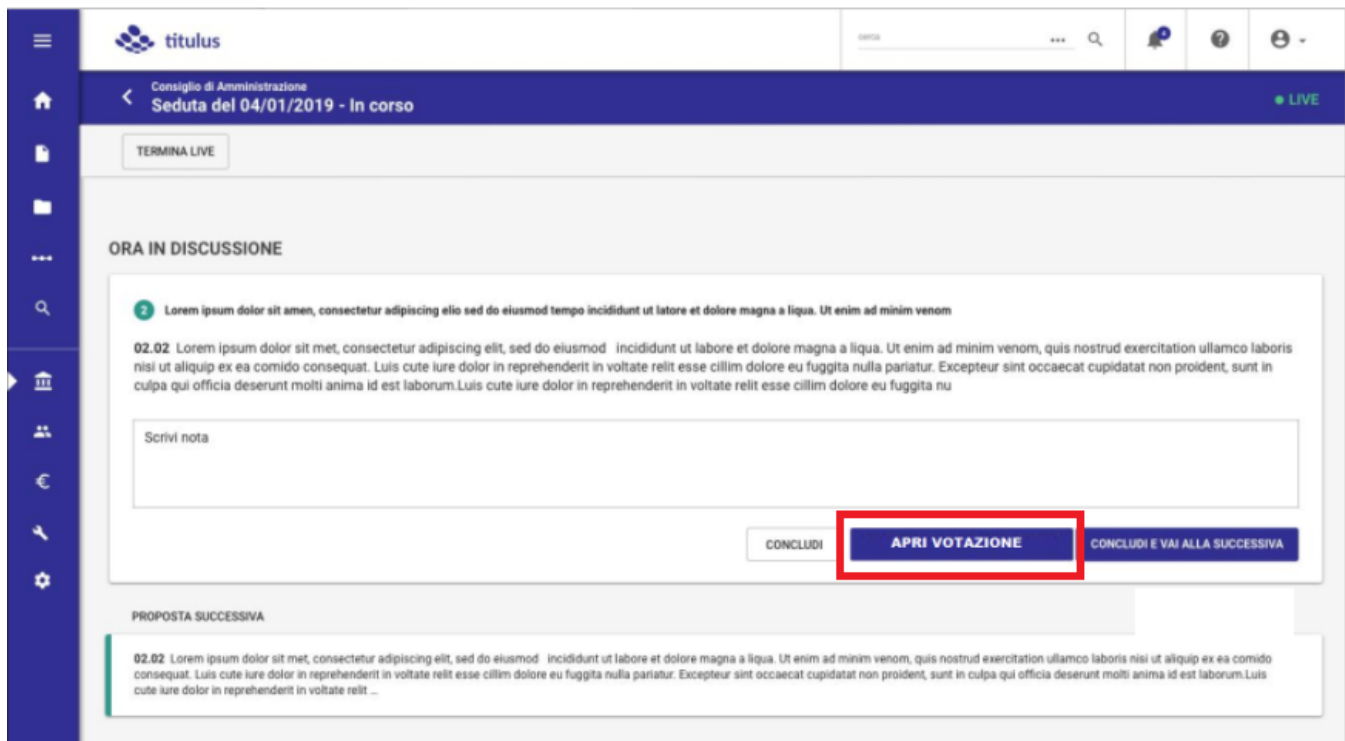 titulus
cerca
Consiglio di Amministrazione
Seduta del 04/01/2019 - In corso
LIVE
TERMINA LIVE
ORA IN DISCUSSIONE
2 Lorem ipsum dolor sit amen, consectetur adipiscing elio sed do eiusmod tempo incididunt ut latore et dolore magna a liqua. Ut enim ad minim venom
02.02 Lorem ipsum dolor sit met, consectetur adipiscing elit, sed do eiusmod incididunt ut labore et dolore magna a liqua. Ut enim ad minim venom, quis nostrud exercitation ullamco laboris
nisi ut aliquip ex ea comido consequat. Luis cute iure dolor in reprehenderit in voltate relit esse cillim dolore eu fuggita nulla pariatur. Excepteur sint occaecat cupidatat non proident, sunt in
culpa qui officia deserunt molti anima id est laborum.Luis cute iure dolor in reprehenderit in voltate relit esse cillim dolore eu fuggita nu
Scrivi nota
CONCLUDI
APRI VOTAZIONE
CONCLUDI E VAI ALLA SUCCESSIVA
PROPOSTA SUCCESSIVA
02.02 Lorem ipsum dolor sit met, consectetur adipiscing elit, sed do eiusmod incididunt ut labore et dolore magna a liqua. Ut enim ad minim venom, quis nostrud exercitation ullamco laboris nisi ut aliquip ex ea comido
consequat. Luis cute iure dolor in reprehenderit in voltate relit esse cillim dolore eu fuggita nulla pariatur. Excepteur sint occaecat cupidatat non proident, sunt in culpa qui officia deserunt molti anima id est laborum.Luis
cute iure dolor in reprehenderit in voltate relit ...